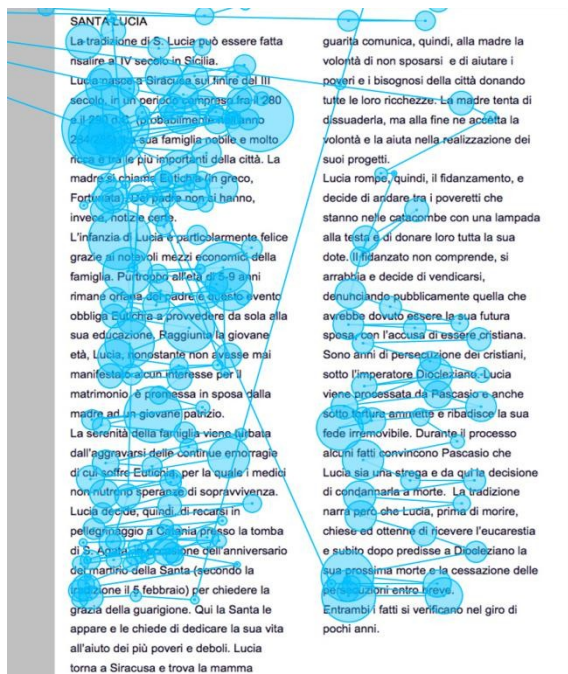 SANTA LUCIA
La tradizione di S. Lucia può essere fatta
risalire al IV secolo in Sicilia.
Lucia nasce a Siracusa sul finire del III
secolo, in un periodo compreso fra il 280
e il 290 d.C. (probabilmente nell'anno
sua famiglia nobile e molto
ricca e tra le più importanti della città. La
madre si chiama Eutichia (in greco,
Fortunata). Del padre non si hanno,
invece, notizie certe.
L'infanzia di Lucia è particolarmente felice
grazie ai notevoli mezzi economici della
famiglia. Purtroppo all'età di 5-9 anni
rimane orfana del padre e questo evento
obbliga Eutichia a provvedere da sola alla
sua educazione. Raggiunta la giovane
età, Lucia, nonostante non avesse mai
manifestato alcun interesse per il
matrimonio, è promessa in sposa dalla
madre ad un giovane patrizio.
La serenità della famiglia viene turbata
dall'aggravarsi delle continue emorragie
di cui soffre Eutichia, per la quale i medici
non nutrono speranze di sopravvivenza.
Lucia decide, quindi, di recarsi in
pellegrinaggio a Catania presso la tomba
di S. Agata, in occasione dell'anniversario
del martirio della Santa (secondo la
tradizione il 5 febbraio) per chiedere la
grazia della guarigione. Qui la Santa le
appare e le chiede di dedicare la sua vita
all'aiuto dei più poveri e deboli. Lucia
torna a Siracusa e trova la mamma
guarita comunica, quindi, alla madre la
volontà di non sposarsi e di aiutare i
poveri e i bisognosi della città donando
tutte le loro ricchezze. La madre tenta di
dissuaderla, ma alla fine ne accetta la
volontà e la aiuta nella realizzazione dei
suoi progetti.
Lucia rompe, quindi, il fidanzamento, e
decide di andare tra i poveretti che
stanno nelle catacombe con una lampada
alla testa e di donare loro tutta la sua
dote. Il fidanzato non comprende, si
arrabbia e decide di vendicarsi,
denunciando pubblicamente quella che
avrebbe dovuto essere la sua futura
sposa, con l'accusa di essere cristiana.
Sono anni di persecuzione dei cristiani,
sotto l'imperatore Diocleziano. Lucia
viene processata da Pascasio e anche
sotto tortura ammette e ribadisce la sua
fede irremovibile. Durante il processo
alcuni fatti convincono Pascasio che
Lucia sia una strega e da qui la decisione
di condannarla a morte. La tradizione
narra però che Lucia, prima di morire,
chiese ed ottenne di ricevere l'eucarestia
e subito dopo predisse a Diocleziano la
sua prossima morte e la cessazione delle
persecuzioni entro breve.
Entrambi i fatti si verificano nel giro di
pochi anni.